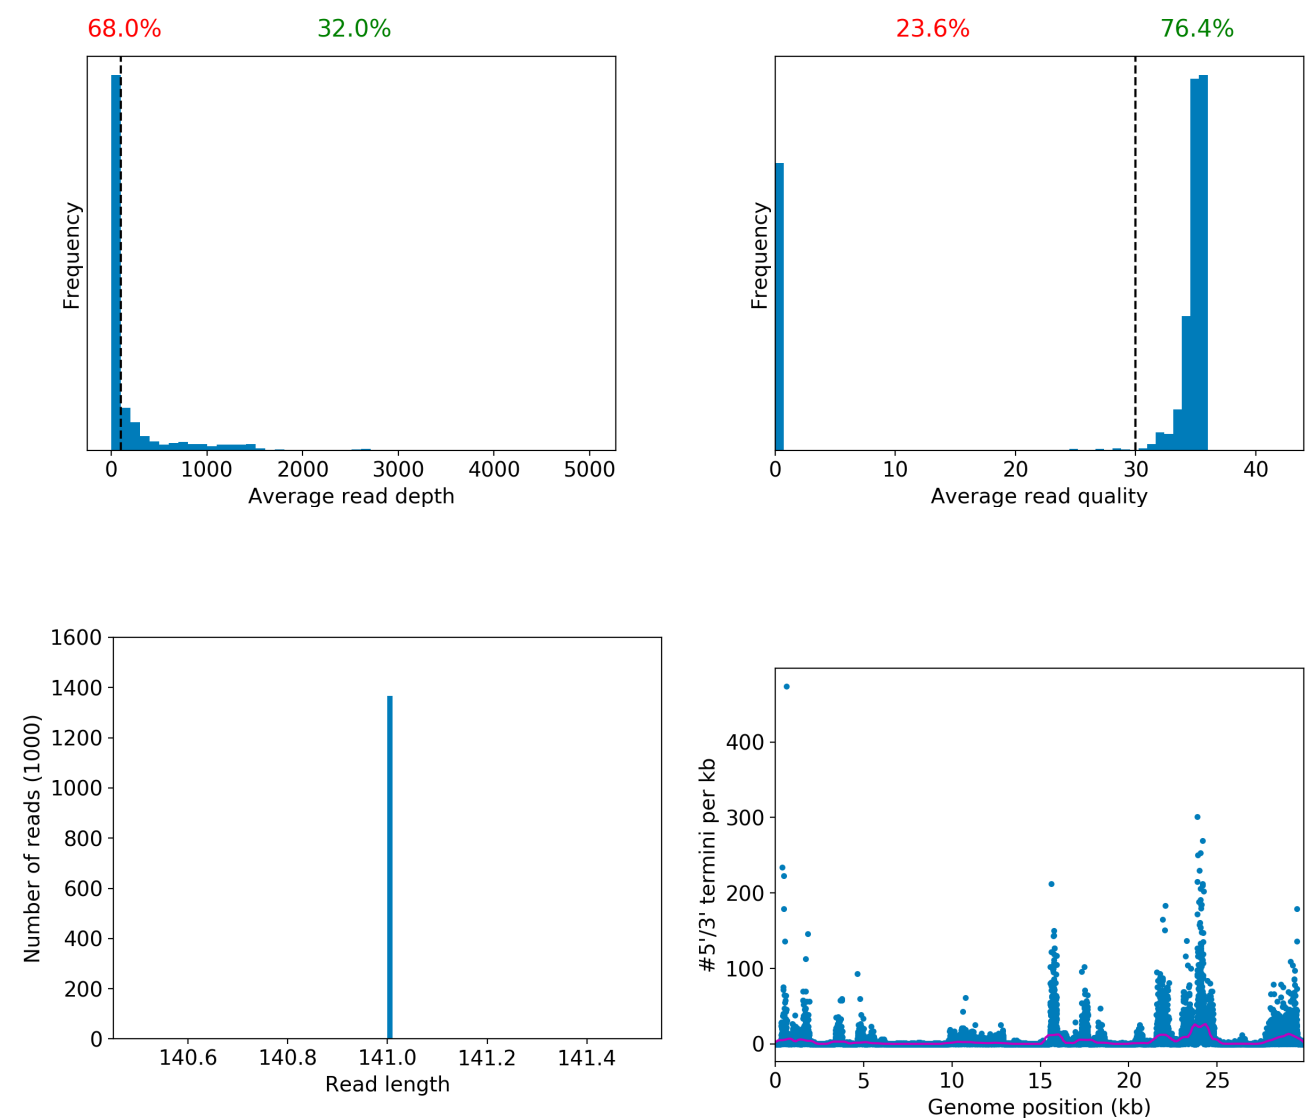 68.0% 32.0%
Frequency
0 1000 2000 3000 4000 5000
Average read depth
23.6% 76.4%
Frequency
0 10 20 30 40
Average read quality
1600
1400
1200
1000
800
600
400
200
0
Number of reads (1000)
140.6 140.8 141.0 141.2 141.4
Read length
400
300
200
100
0
#5'/3' termini per kb
0 5 10 15 20 25
Genome position (kb)